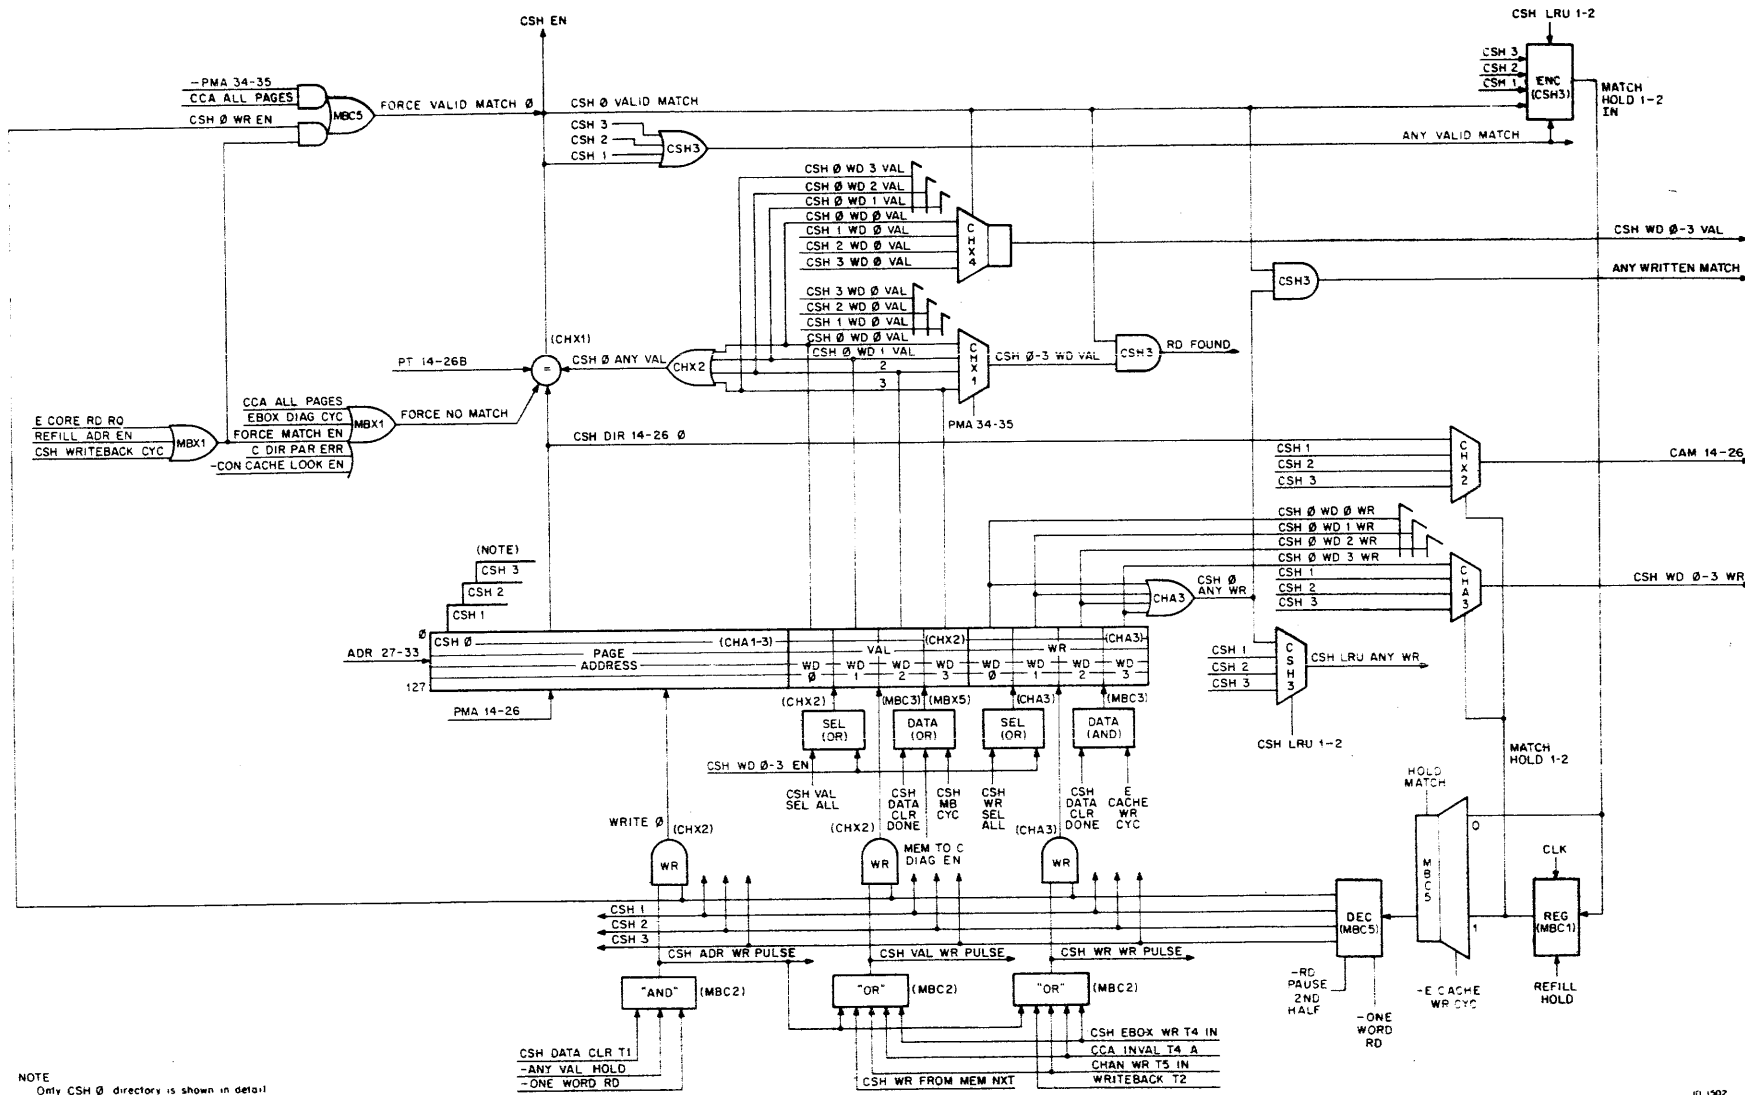 CSH EN
CSH LRU 1-2
CSH 3
CSH 2
CSH 1
ENC
(CSH3)
MATCH
HOLD 1-2
IN
-PMA 34-35
CCA ALL PAGES
CSH Ø WR EN
MBC5
FORCE VALID MATCH Ø
CSH Ø VALID MATCH
CSH 3
CSH 2
CSH 1
CSH3
ANY VALID MATCH
CSH Ø WD 3 VAL
CSH Ø WD 2 VAL
CSH Ø WD 1 VAL
CSH Ø WD Ø VAL
CSH 1 WD Ø VAL
CSH 2 WD Ø VAL
CSH 3 WD Ø VAL
CHX4
CSH WD Ø-3 VAL
CSH3
ANY WRITTEN MATCH
CSH 3 WD Ø VAL
CSH 2 WD Ø VAL
CSH 1 WD Ø VAL
CSH Ø WD Ø VAL
CSH Ø WD 1 VAL
2
3
CHX1
CSH Ø-3 WD VAL
CSH3
RD FOUND
PMA 34-35
(CHX1)
PT 14-26B
=
CSH Ø ANY VAL
CHX2
E CORE RD RQ
REFILL ADR EN
CSH WRITEBACK CYC
MBX1
CCA ALL PAGES
EBOX DIAG CYC
FORCE MATCH EN
C DIR PAR ERR
-CON CACHE LOOK EN
MBX1
FORCE NO MATCH
CSH DIR 14-26 Ø
CSH 1
CSH 2
CSH 3
CHX2
CAM 14-26
CSH Ø WD Ø WR
CSH Ø WD 1 WR
CSH Ø WD 2 WR
CSH Ø WD 3 WR
CSH 1
CSH 2
CSH 3
CHA3
CSH WD Ø-3 WR
(NOTE)
CSH 3
CSH 2
CSH 1
CHA3
CSH Ø
ANY WR
Ø
CSH Ø
(CHA1-3)
(CHX2)
(CHA3)
ADR 27-33
PAGE
ADDRESS
VAL
WR
WD Ø
WD 1
WD 2
WD 3
WD Ø
WD 1
WD 2
WD 3
127
CSH 1
CSH 2
CSH 3
CSH3
CSH LRU ANY WR
CSH LRU 1-2
PMA 14-26
(CHX2)
(MBC3)
(MBX5)
(CHA3)
(MBC3)
SEL
(OR)
DATA
(OR)
SEL
(OR)
DATA
(AND)
CSH WD Ø-3 EN
CSH VAL
SEL ALL
CSH
DATA
CLR
DONE
CSH
MB
CYC
CSH
WR
SEL
ALL
CSH
DATA
CLR
DONE
E
CACHE
WR
CYC
MEM TO C
DIAG EN
MATCH
HOLD 1-2
HOLD
MATCH
WRITE Ø
(CHX2)
WR
(CHX2)
WR
(CHA3)
WR
MBC5
0
1
CLK
REG
(MBC1)
REFILL
HOLD
DEC
(MBC5)
-RD
PAUSE
2ND
HALF
-ONE
WORD
RD
-E CACHE
WR CYC
CSH 1
CSH 2
CSH 3
CSH ADR WR PULSE
CSH VAL WR PULSE
CSH WR WR PULSE
"AND"
(MBC2)
"OR"
(MBC2)
"OR"
(MBC2)
CSH DATA CLR T1
-ANY VAL HOLD
-ONE WORD RD
CSH WR FROM MEM NXT
CSH EBOX WR T4 IN
CCA INVAL T4 A
CHAN WR T5 IN
WRITEBACK T2
NOTE
Only CSH Ø directory is shown in detail